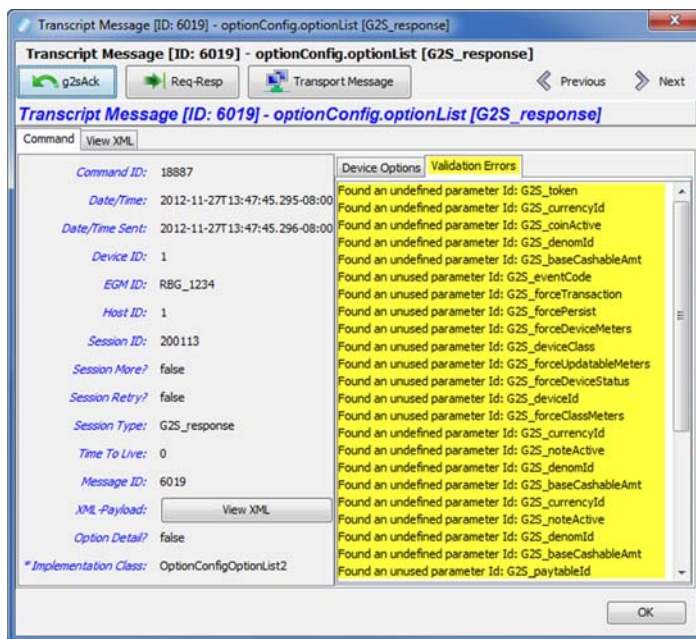 Transcript Message [ID: 6019] - optionConfig.optionList [G2S_response]
Transcript Message [ID: 6019] - optionConfig.optionList [G2S_response]
g2sAck Req-Resp Transport Message Previous Next
Transcript Message [ID: 6019] - optionConfig.optionList [G2S_response]
Command View XML
Command ID: 18887
Date/Time: 2012-11-27T13:47:45.295-08:00
Date/Time Sent: 2012-11-27T13:47:45.296-08:00
Device ID: 1
EGM ID: RBG_1234
Host ID: 1
Session ID: 200113
Session More? false
Session Retry? false
Session Type: G2S_response
Time To Live: 0
Message ID: 6019
XML-Payload: View XML
Option Detail? false
* Implementation Class: OptionConfigOptionList2
Device Options Validation Errors
Found an undefined parameter Id: G2S_token
Found an undefined parameter Id: G2S_currencyId
Found an undefined parameter Id: G2S_coinActive
Found an undefined parameter Id: G2S_denomId
Found an undefined parameter Id: G2S_baseCashableAmt
Found an unused parameter Id: G2S_eventCode
Found an unused parameter Id: G2S_forceTransaction
Found an unused parameter Id: G2S_forcePersist
Found an unused parameter Id: G2S_forceDeviceMeters
Found an unused parameter Id: G2S_deviceClass
Found an unused parameter Id: G2S_forceUpdatableMeters
Found an unused parameter Id: G2S_forceDeviceStatus
Found an unused parameter Id: G2S_deviceId
Found an unused parameter Id: G2S_forceClassMeters
Found an undefined parameter Id: G2S_currencyId
Found an undefined parameter Id: G2S_noteActive
Found an undefined parameter Id: G2S_denomId
Found an undefined parameter Id: G2S_baseCashableAmt
Found an undefined parameter Id: G2S_currencyId
Found an undefined parameter Id: G2S_noteActive
Found an undefined parameter Id: G2S_denomId
Found an undefined parameter Id: G2S_baseCashableAmt
Found an unused parameter Id: G2S_paytableId
OK